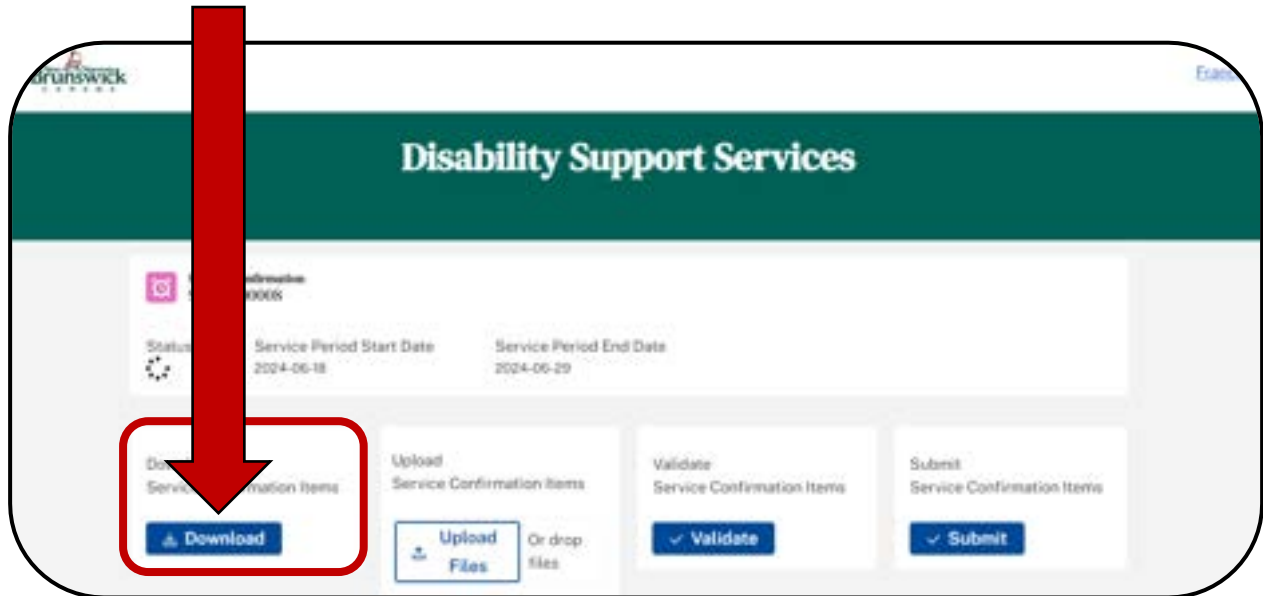 Brunswick
CANADA
Disability Support Services
Status
Service Period Start Date
Service Period End Date
2024-06-18
2024-06-29
Service Confirmation Items
Download
Upload
Service Confirmation Items
Upload
Files
Or drop
files
Validate
Service Confirmation Items
Validate
Submit
Service Confirmation Items
Submit